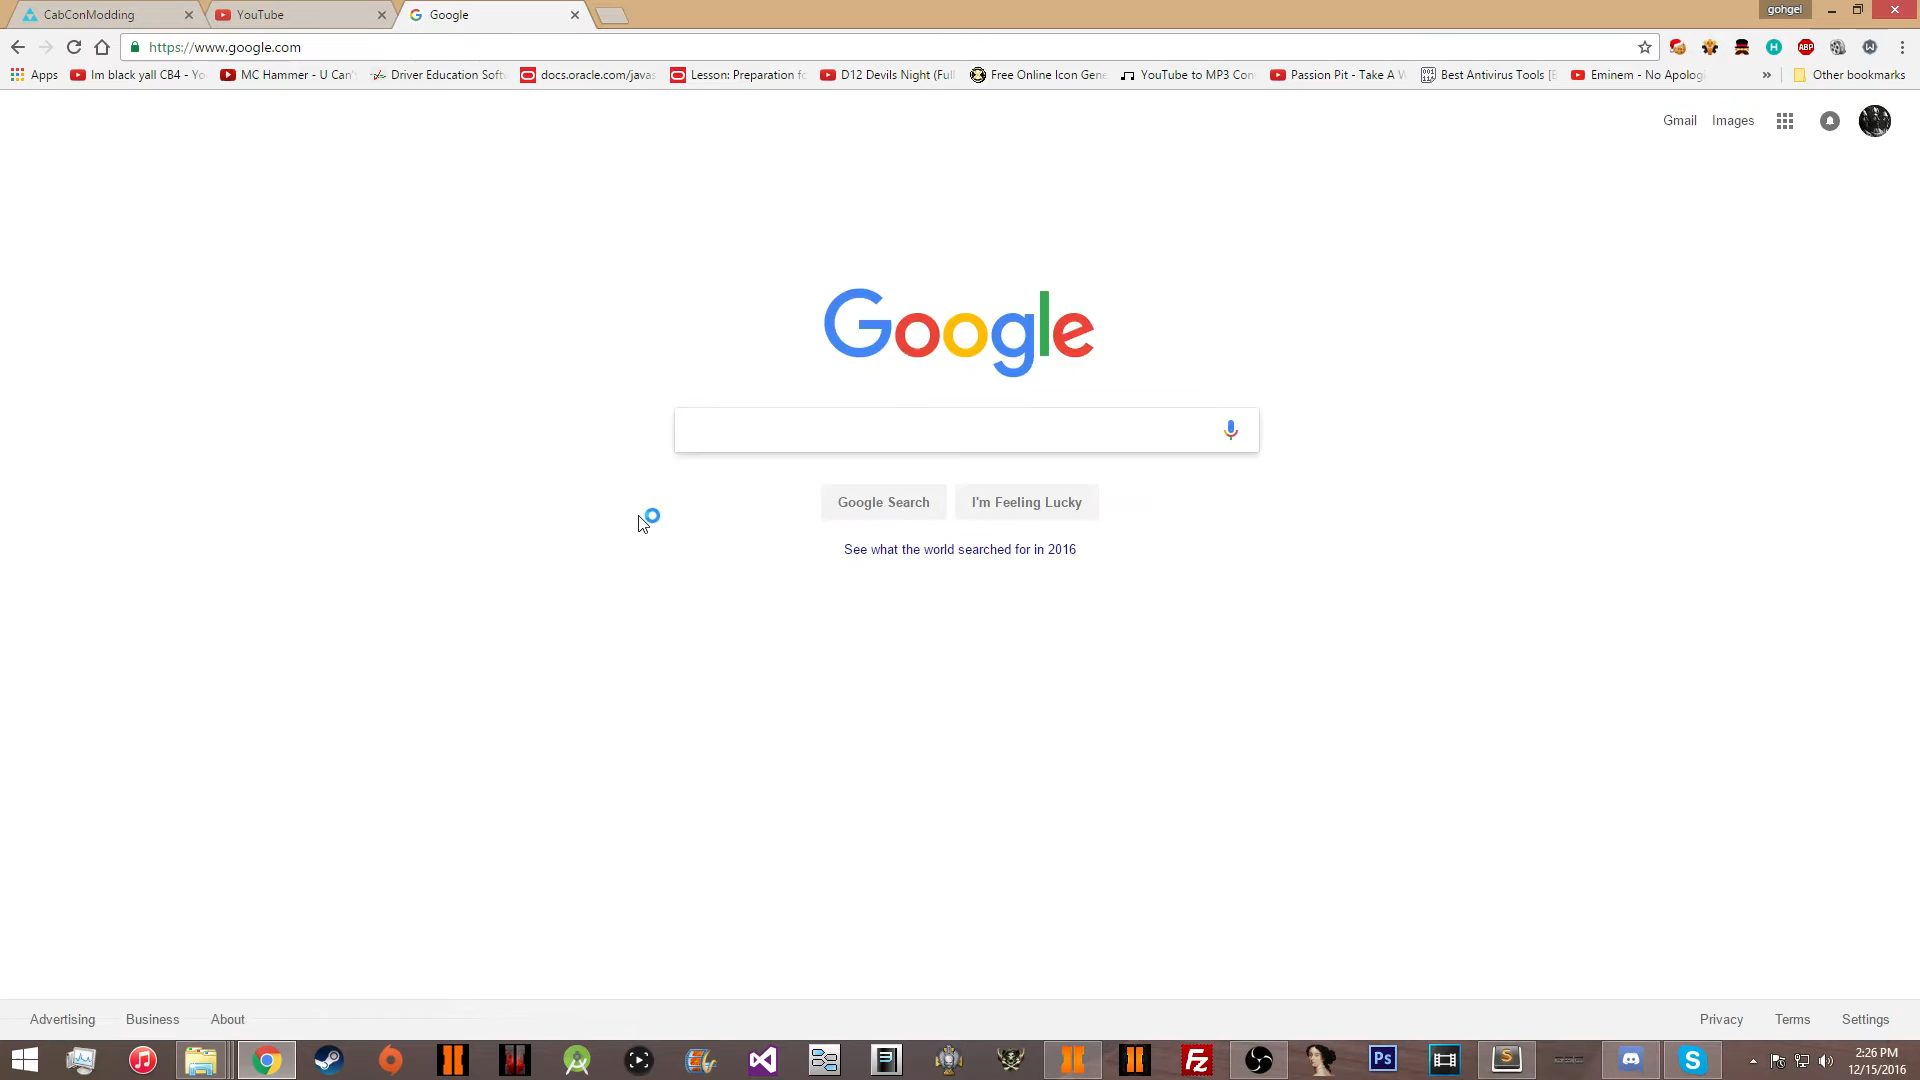 CabConModding
YouTube
Google
gohgel
https://www.google.com
Apps
Im black yall CB4 - Yo
MC Hammer - U Can'
Driver Education Soft
docs.oracle.com/javas
Lesson: Preparation fo
D12 Devils Night (Full
Free Online Icon Gene
YouTube to MP3 Con
Passion Pit - Take A W
Best Antivirus Tools [E
Eminem - No Apolog
» Other bookmarks
Gmail Images
Google
Google Search
I'm Feeling Lucky
See what the world searched for in 2016
Advertising Business About
Privacy Terms Settings
2:26 PM
12/15/2016